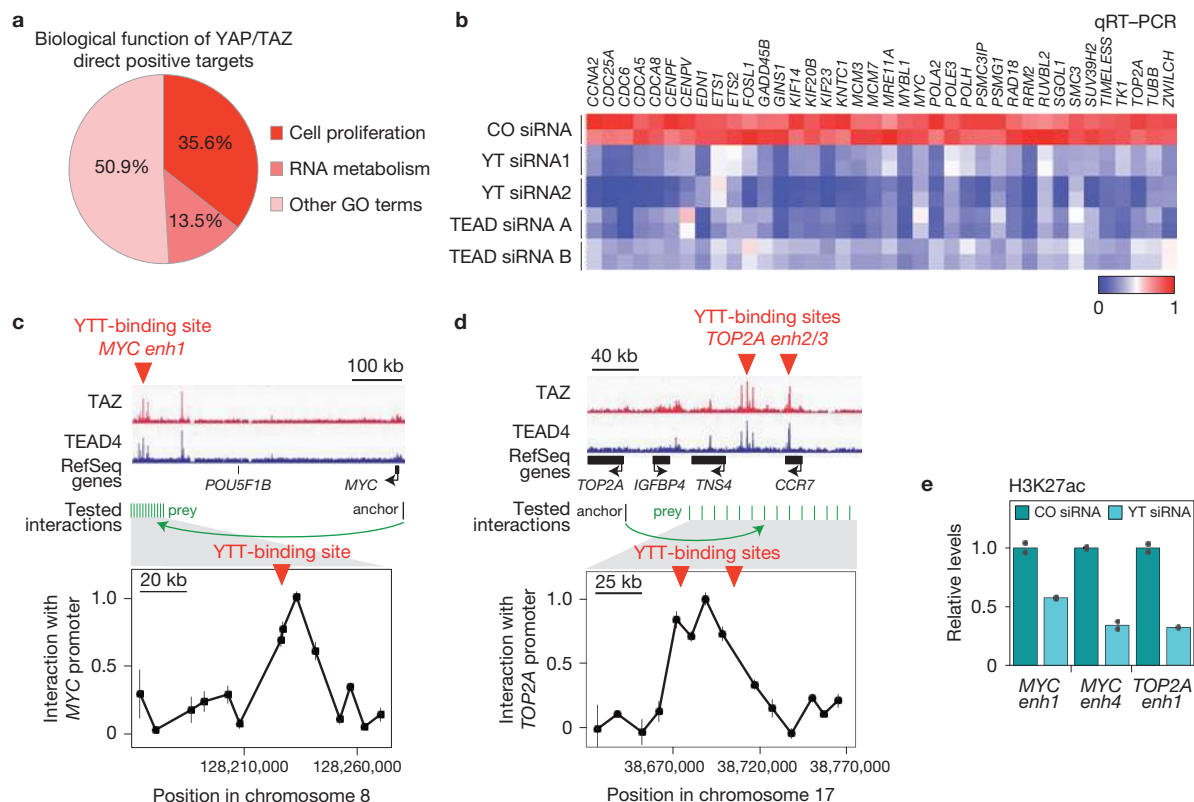 a
Biological function of YAP/TAZ
direct positive targets
50.9%
35.6%
13.5%
Cell proliferation
RNA metabolism
Other GO terms
b
qRT–PCR
CCNA2
CDC25A
CDC6
CDCA5
CDCA8
CENPF
CENPV
EDN1
ETS1
ETS2
FOSL1
GADD45B
GINS1
KIF14
KIF20B
KIF23
KNTC1
MCM3
MCM7
MRE11A
MYBL1
MYC
POLA2
POLE3
POLH
PSMC3IP
PSMG1
RAD18
RRM2
RUVBL2
SGOL1
SMC3
SUV39H2
TIMELESS
TK1
TOP2A
TUBB
ZWILCH
CO siRNA
YT siRNA1
YT siRNA2
TEAD siRNA A
TEAD siRNA B
0 1
c
YTT-binding site
MYC enh1
100 kb
TAZ
TEAD4
RefSeq
genes
POU5F1B
MYC
Tested
interactions
prey
anchor
YTT-binding site
20 kb
Interaction with
MYC promoter
1.0
0.5
0
128,210,000
128,260,000
Position in chromosome 8
d
YTT-binding sites
TOP2A enh2/3
40 kb
TAZ
TEAD4
RefSeq
genes
TOP2A
IGFBP4
TNS4
CCR7
Tested
interactions
anchor
prey
YTT-binding sites
25 kb
Interaction with
TOP2A promoter
1.0
0.5
0
38,670,000
38,720,000
38,770,000
Position in chromosome 17
e
H3K27ac
CO siRNA
YT siRNA
Relative levels
1.0
0.5
0
MYC
enh1
MYC
enh4
TOP2A
enh1